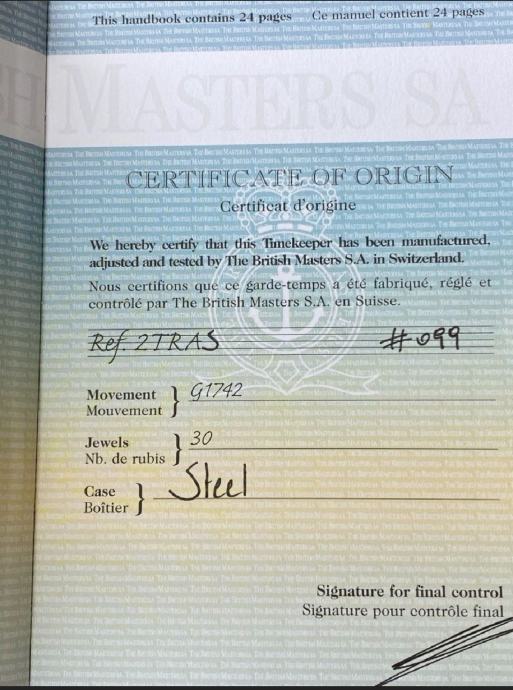 This handbook contains 24 pages Ce manuel contient 24 pages
H MASTERS SA
CERTIFICATE OF ORIGIN
Certificat d'origine
We hereby certify that this Timekeeper has been manufactured,
adjusted and tested by The British Masters S.A. in Switzerland.
Nous certifions que ce garde-temps a été fabriqué, réglé et
contrôlé par The British Masters S.A. en Suisse.
Ref. 2TRAS #099
Movement } G1742
Mouvement
Jewels } 30
Nb. de rubis
Case } Steel
Boîtier
Signature for final control
Signature pour contrôle final